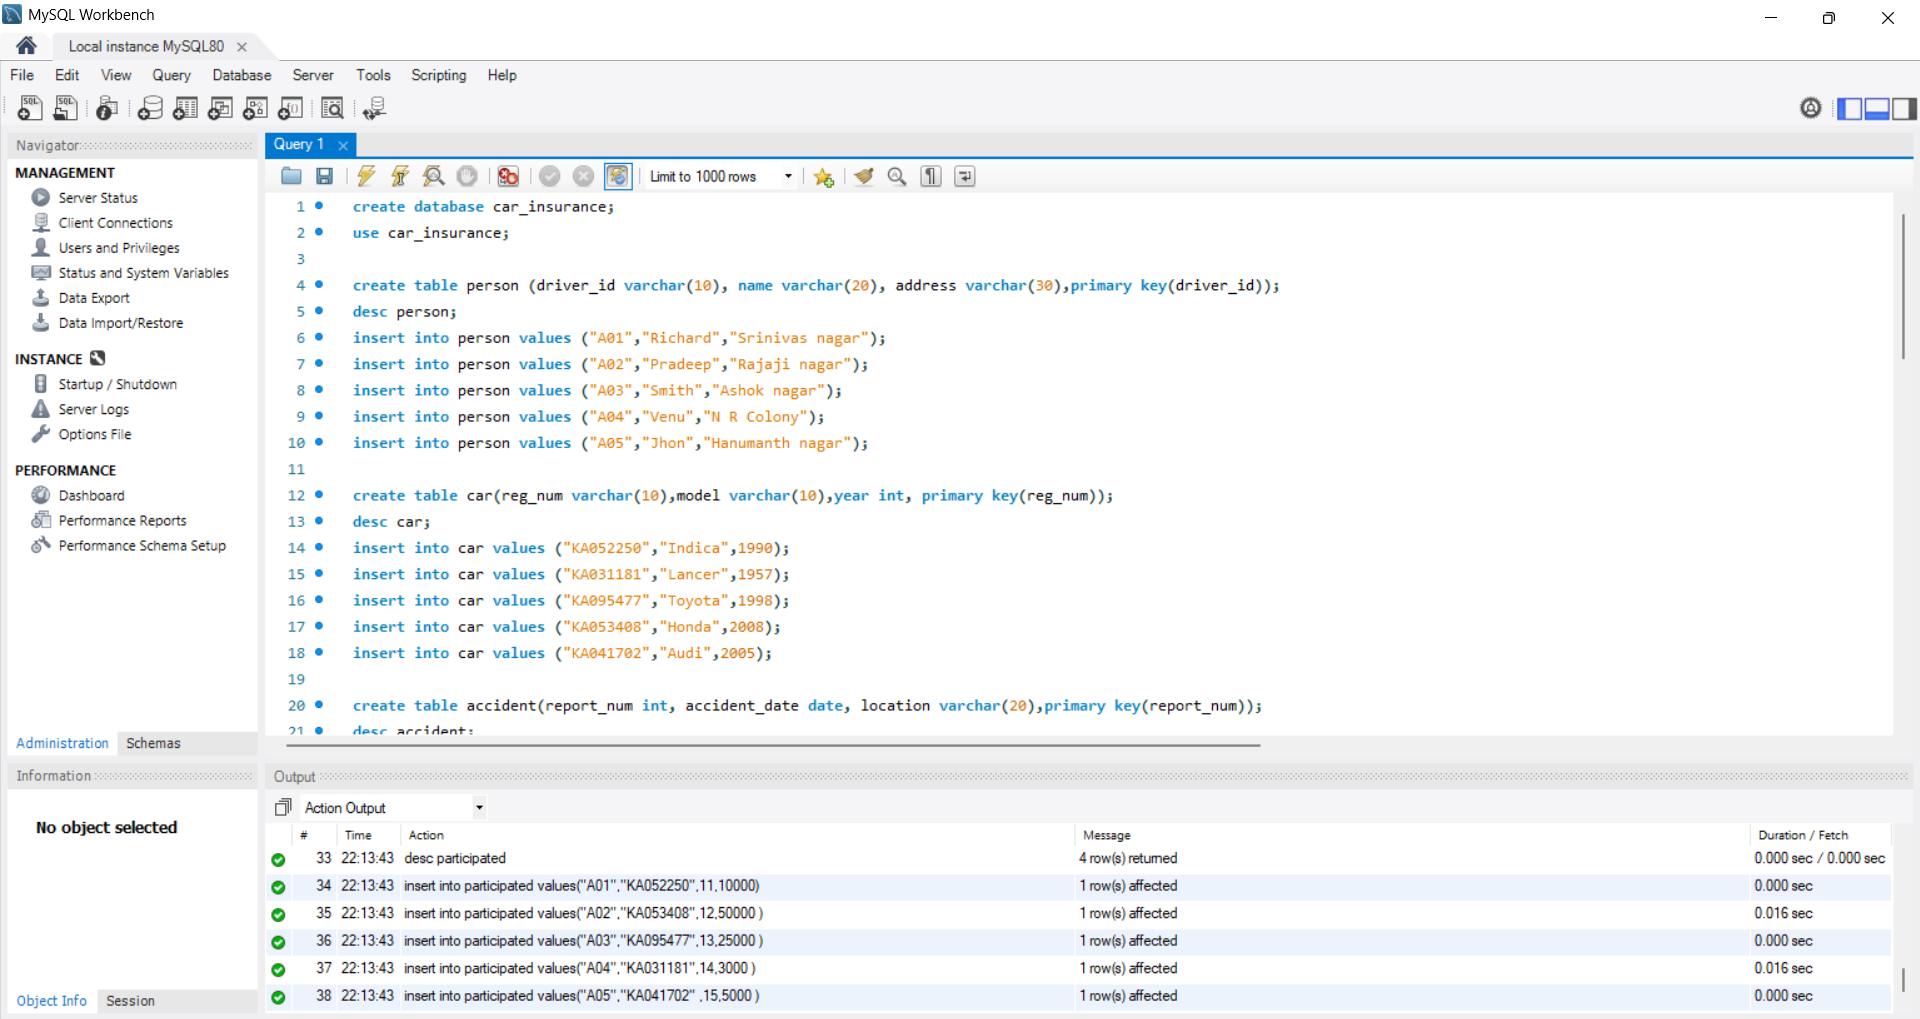 MySQL Workbench
Local instance MySQL80
File Edit View Query Database Server Tools Scripting Help
Navigator
MANAGEMENT
Server Status
Client Connections
Users and Privileges
Status and System Variables
Data Export
Data Import/Restore
INSTANCE
Startup / Shutdown
Server Logs
Options File
PERFORMANCE
Dashboard
Performance Reports
Performance Schema Setup
Administration Schemas
Information
No object selected
Object Info Session
Query 1
Limit to 1000 rows
1 create database car_insurance;
2 use car_insurance;
3
4 create table person (driver_id varchar(10), name varchar(20), address varchar(30),primary key(driver_id));
5 desc person;
6 insert into person values ("A01","Richard","Srinivas nagar");
7 insert into person values ("A02","Pradeep","Rajaji nagar");
8 insert into person values ("A03","Smith","Ashok nagar");
9 insert into person values ("A04","Venu","N R Colony");
10 insert into person values ("A05","Jhon","Hanumanth nagar");
11
12 create table car(reg_num varchar(10),model varchar(10),year int, primary key(reg_num));
13 desc car;
14 insert into car values ("KA052250","Indica",1990);
15 insert into car values ("KA031181","Lancer",1957);
16 insert into car values ("KA095477","Toyota",1998);
17 insert into car values ("KA053408","Honda",2008);
18 insert into car values ("KA041702","Audi",2005);
19
20 create table accident(report_num int, accident_date date, location varchar(20),primary key(report_num));
21 desc accident;
Output
Action Output
# Time Action Message Duration / Fetch
33 22:13:43 desc participated 4 row(s) returned 0.000 sec / 0.000 sec
34 22:13:43 insert into participated values("A01","KA052250",11,10000) 1 row(s) affected 0.000 sec
35 22:13:43 insert into participated values("A02","KA053408",12,50000 ) 1 row(s) affected 0.016 sec
36 22:13:43 insert into participated values("A03","KA095477",13,25000 ) 1 row(s) affected 0.000 sec
37 22:13:43 insert into participated values("A04","KA031181",14,3000 ) 1 row(s) affected 0.016 sec
38 22:13:43 insert into participated values("A05","KA041702" ,15,5000 ) 1 row(s) affected 0.000 sec